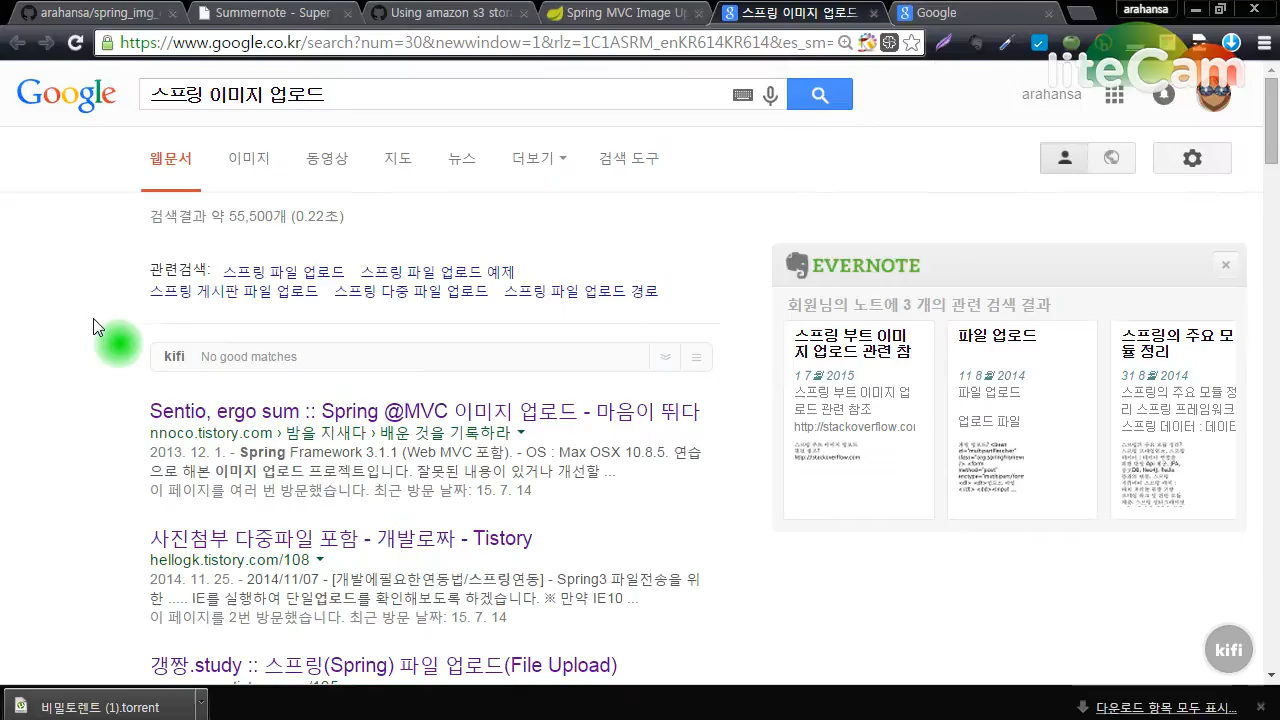 arahansa/spring_img_
Summernote - Super
Using amazon s3 stora
Spring MVC Image Up
스프링 이미지 업로드
Google
arahansa
https://www.google.co.kr/search?num=30&newwindow=1&rlz=1C1ASRM_enKR614KR614&es_sm=
liteCam
Google
스프링 이미지 업로드
arahansa
웹문서
이미지
동영상
지도
뉴스
더보기
검색 도구
검색결과 약 55,500개 (0.22초)
관련검색: 스프링 파일 업로드 스프링 파일 업로드 예제
스프링 게시판 파일 업로드 스프링 다중 파일 업로드 스프링 파일 업로드 경로
kifi No good matches
Sentio, ergo sum :: Spring @MVC 이미지 업로드 - 마음이 뛰다
nnoco.tistory.com › 밤을 지새다 › 배운 것을 기록하라
2013. 12. 1. - Spring Framework 3.1.1 (Web MVC 포함). - OS : Max OSX 10.8.5. 연습
으로 해본 이미지 업로드 프로젝트입니다. 잘못된 내용이 있거나 개선할 ...
이 페이지를 여러 번 방문했습니다. 최근 방문 날짜: 15. 7. 14
사진첨부 다중파일 포함 - 개발로짜 - Tistory
hellogk.tistory.com/108
2014. 11. 25. - 2014/11/07 - [개발에필요한연동법/스프링연동] - Spring3 파일전송을 위
한 ..... IE를 실행하여 단일업로드를 확인해보도록 하겠습니다. ※ 만약 IE10 ...
이 페이지를 2번 방문했습니다. 최근 방문 날짜: 15. 7. 14
갱짱.study :: 스프링(Spring) 파일 업로드(File Upload)
EVERNOTE
회원님의 노트에 3 개의 관련 검색 결과
스프링 부트 이미
지 업로드 관련 참
1 7월 2015
스프링 부트 이미지 업
로드 관련 참조
http://stackoverflow.cor
스프링 부트 이미지 업로드
http://stackoverflow.com
파일 업로드
11 8월 2014
파일 업로드
업로드 파일
스프링의 주요 모
듈 정리
31 8월 2014
스프링의 주요 모듈 정
리 스프링 프레임워크
스프링 데이터 : 데이터
kifi
비밀토렌트 (1).torrent
다운로드 항목 모두 표시...